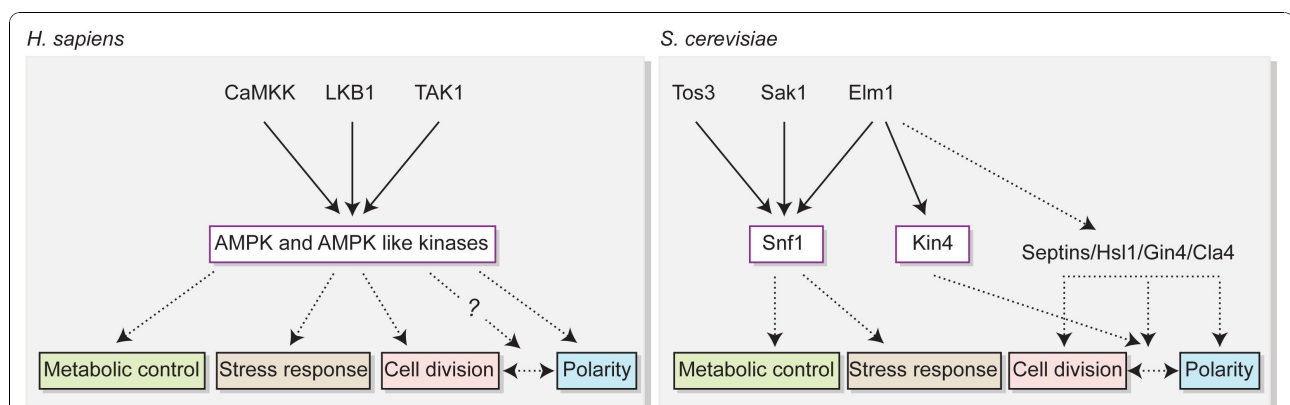 H. sapiens
S. cerevisiae
CaMKK LKB1 TAK1
Tos3 Sak1 Elm1
AMPK and AMPK like kinases
Snf1
Kin4
Septins/Hsl1/Gin4/Cla4
?
Metabolic control
Stress response
Cell division
Polarity
Metabolic control
Stress response
Cell division
Polarity